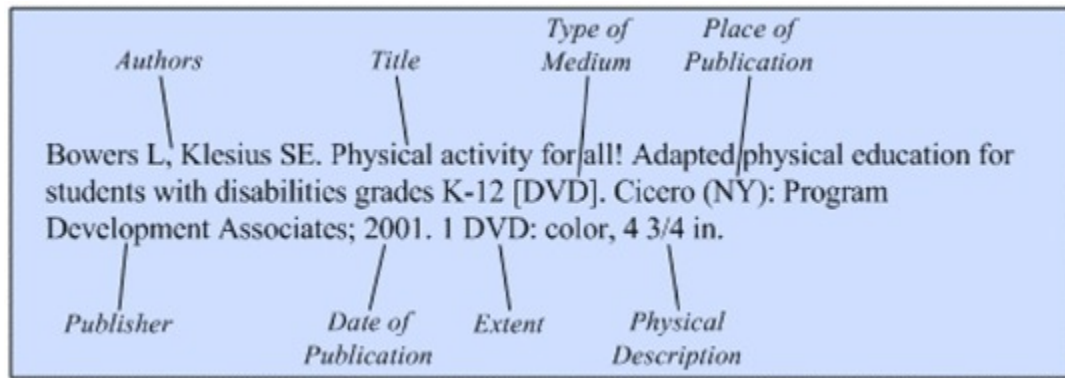 Authors Title Type of Medium Place of Publication
Bowers L, Klesius SE. Physical activity for all! Adapted physical education for
students with disabilities grades K-12 [DVD]. Cicero (NY): Program
Development Associates; 2001. 1 DVD: color, 4 3/4 in.
Publisher Date of Publication Extent Physical Description